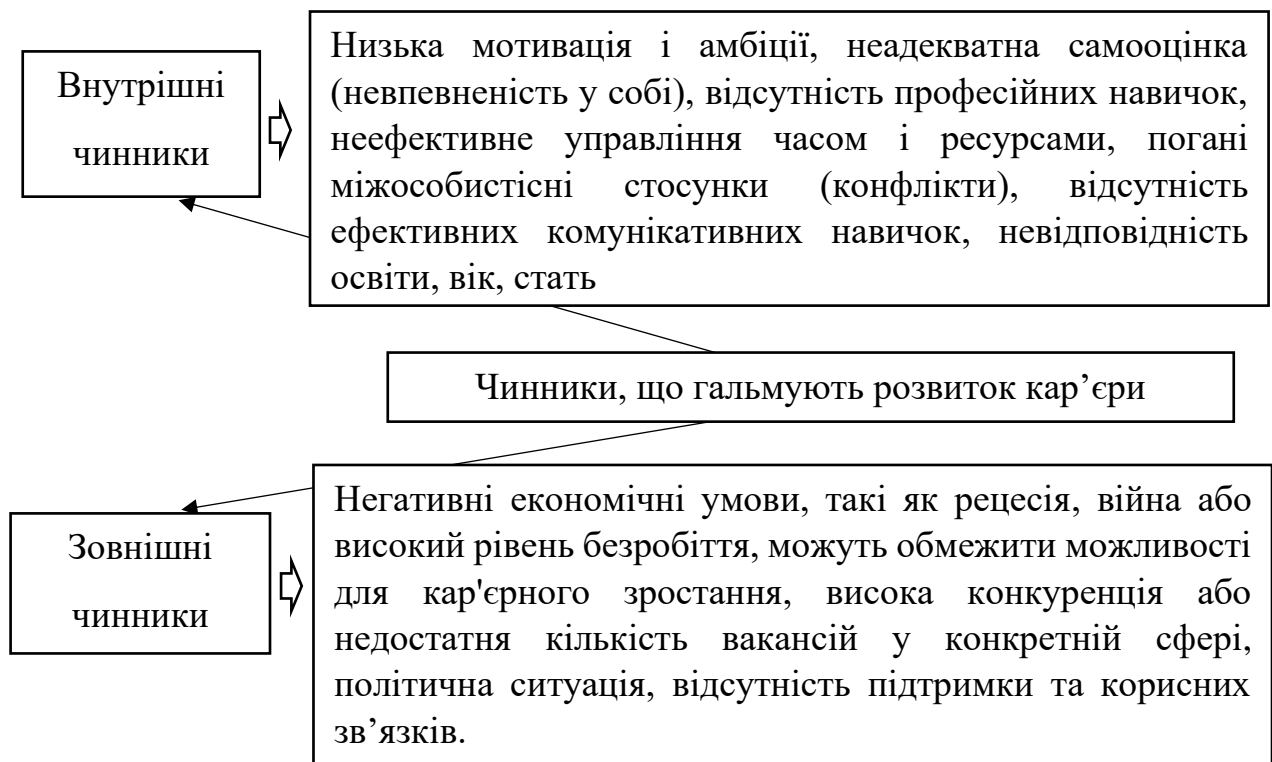 Внутрішні
чинники
Низька мотивація і амбіції, неадекватна самооцінка
(невпевненість у собі), відсутність професійних навичок,
неефективне управління часом і ресурсами, погані
міжособистісні стосунки (конфлікти), відсутність
ефективних комунікативних навичок, невідповідність
освіти, вік, стать
Чинники, що гальмують розвиток кар’єри
Зовнішні
чинники
Негативні економічні умови, такі як рецесія, війна або
високий рівень безробіття, можуть обмежити можливості
для кар'єрного зростання, висока конкуренція або
недостатня кількість вакансій у конкретній сфері,
політична ситуація, відсутність підтримки та корисних
зв’язків.